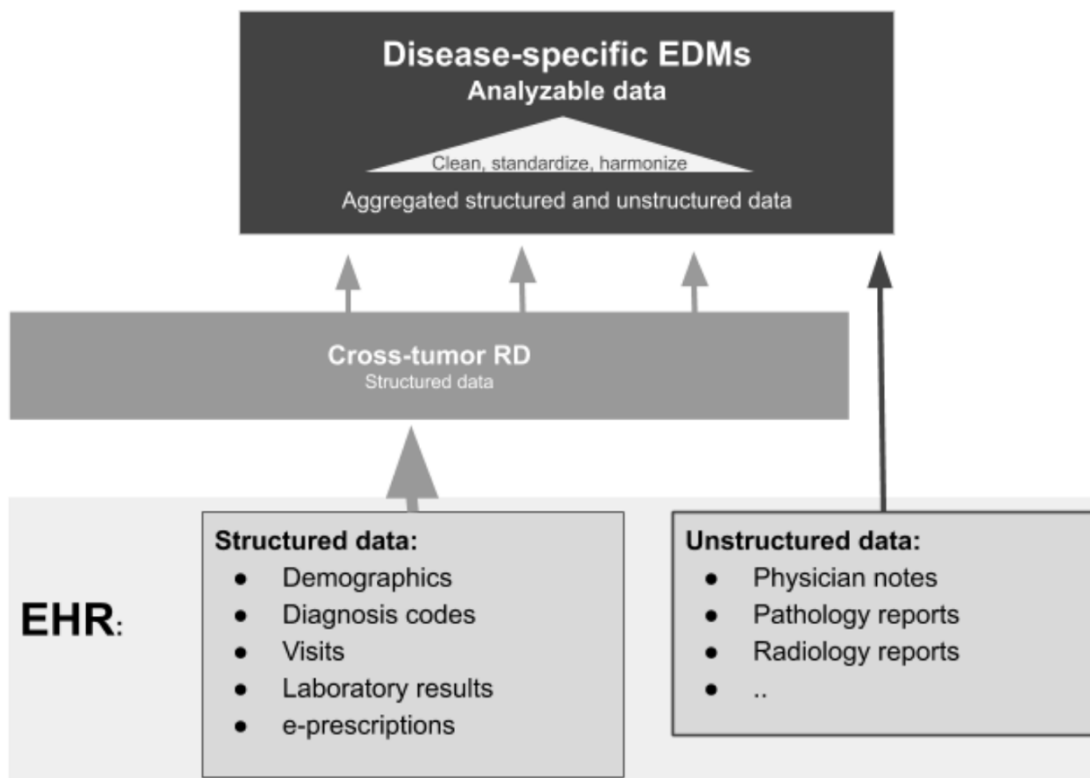 Disease-specific EDMs
Analyzable data
Clean, standardize, harmonize
Aggregated structured and unstructured data
Cross-tumor RD
Structured data
EHR:
Structured data:
● Demographics
● Diagnosis codes
● Visits
● Laboratory results
● e-prescriptions
Unstructured data:
● Physician notes
● Pathology reports
● Radiology reports
● ..